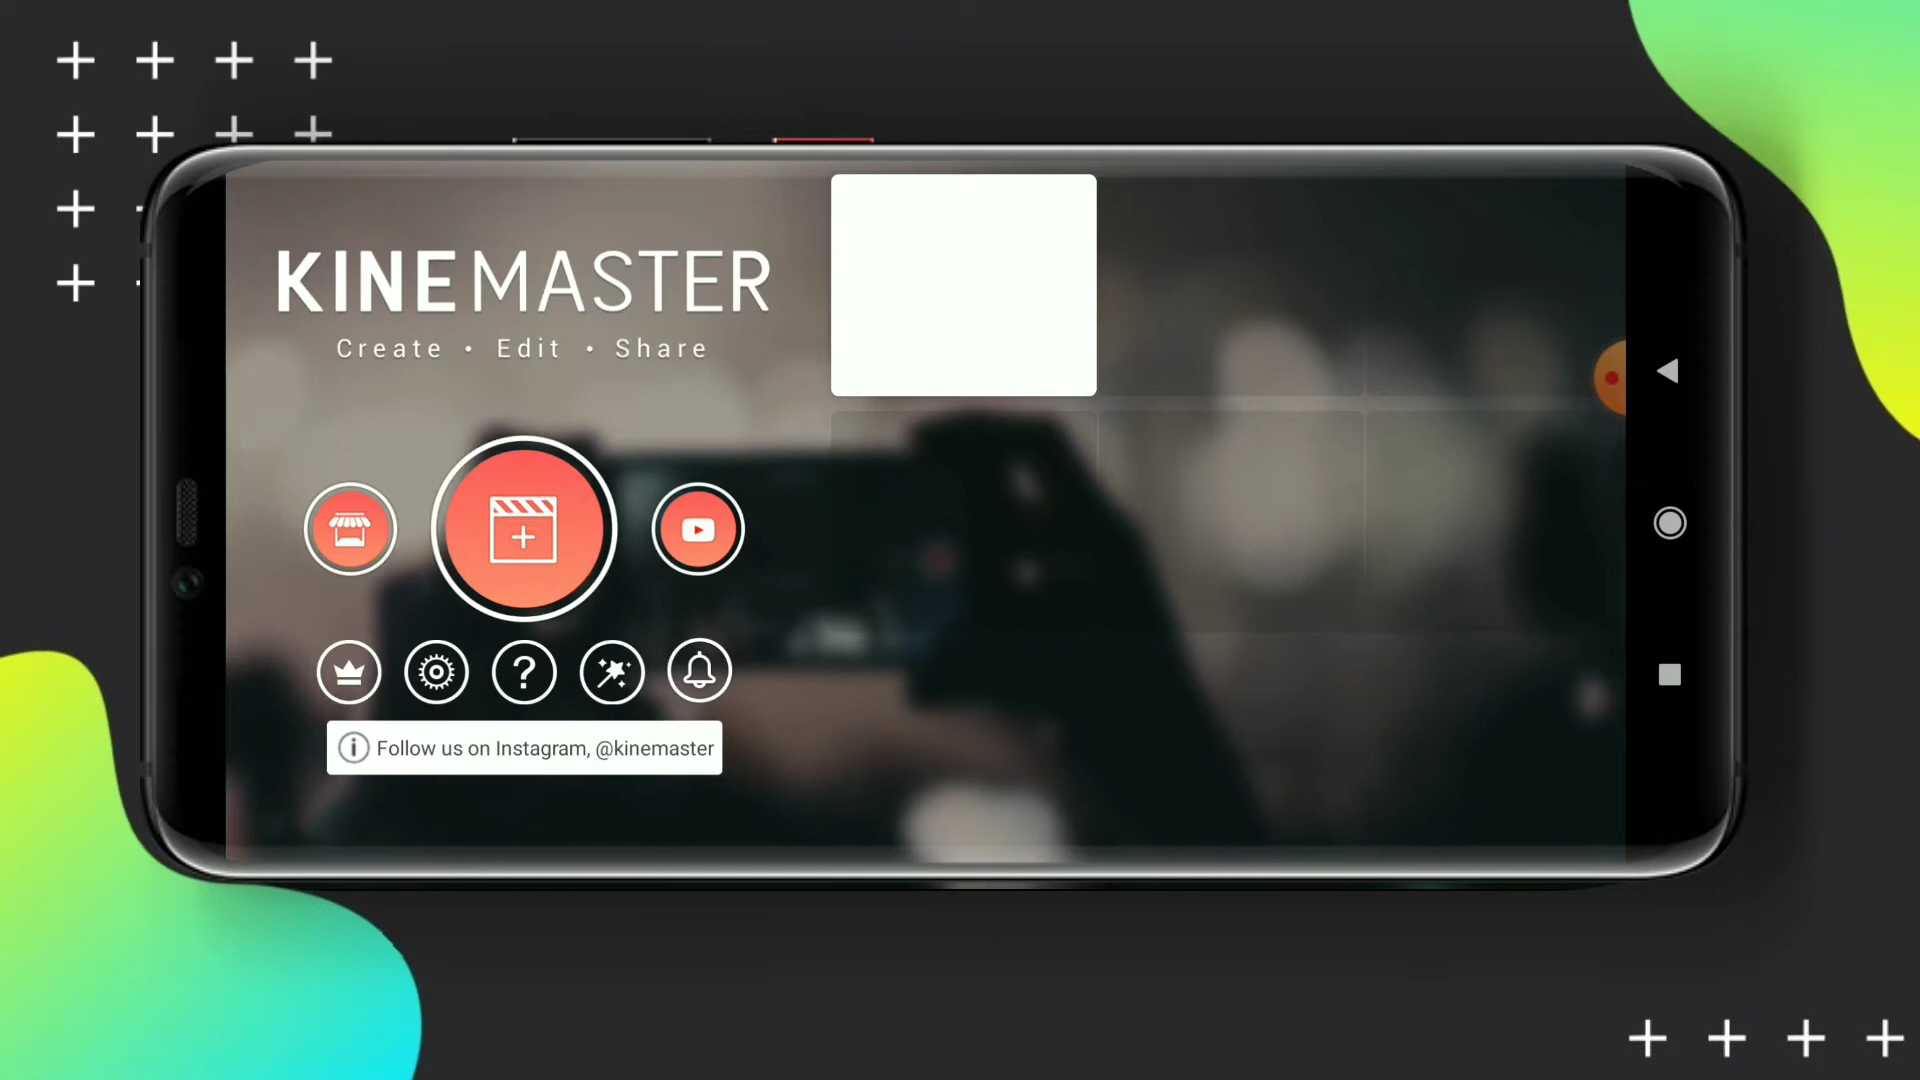 KINEMASTER
Create • Edit • Share
Follow us on Instagram, @kinemaster